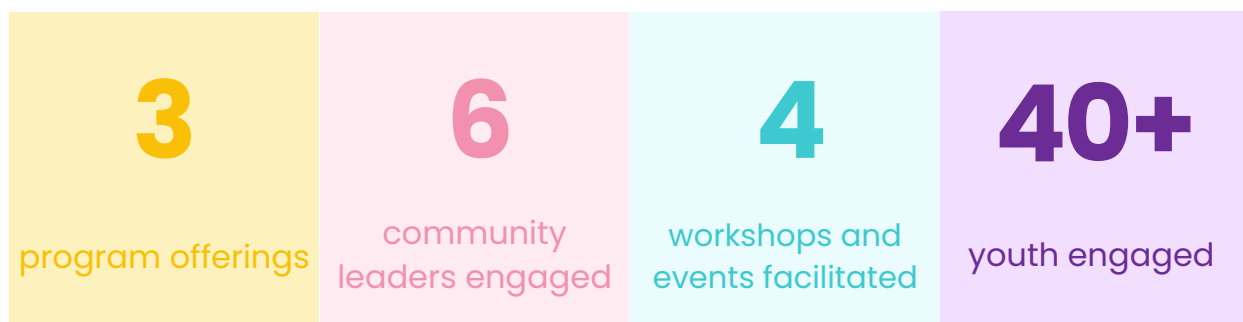 3
program offerings
6
community
leaders engaged
4
workshops and
events facilitated
40+
youth engaged